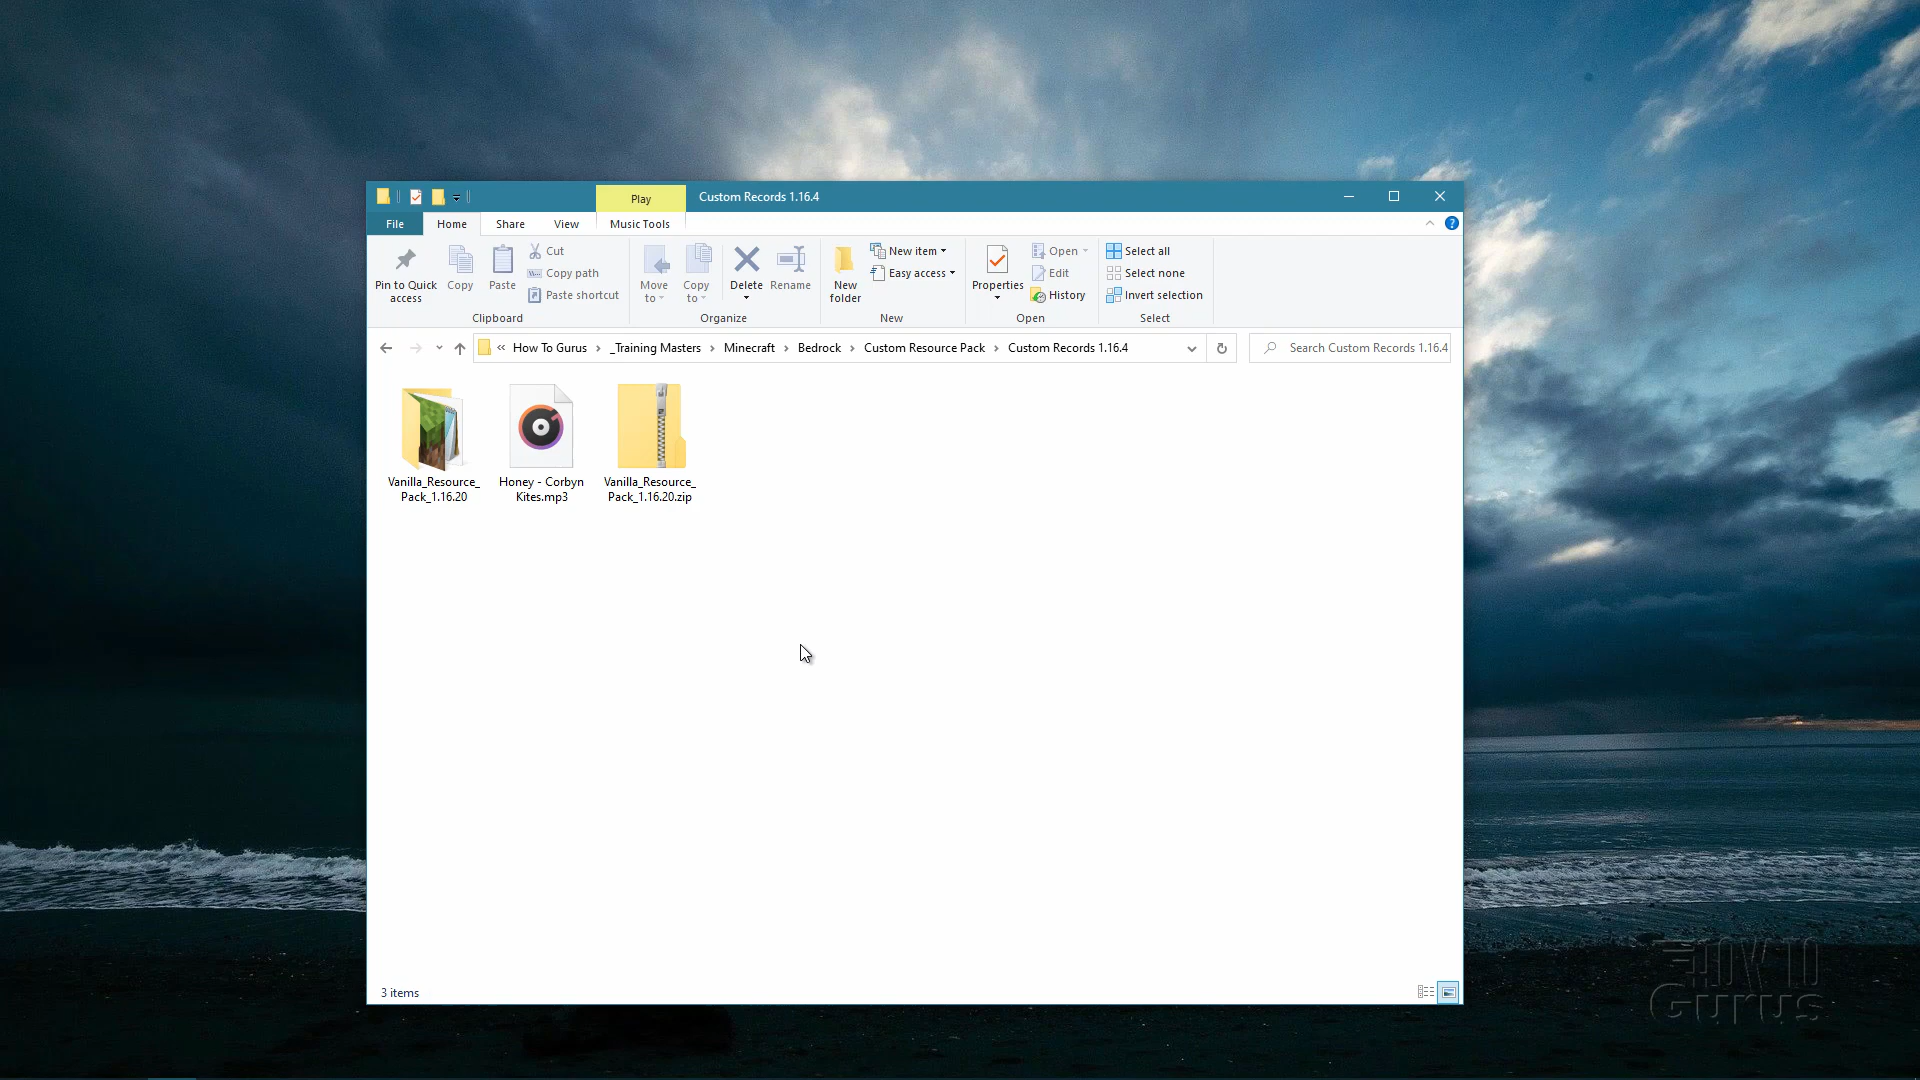 Play
Custom Records 1.16.4
File
Home
Share
View
Music Tools
Pin to Quick
access
Copy
Paste
Cut
Copy path
Paste shortcut
Clipboard
Move
to
Copy
to
Delete
Rename
Organize
New
folder
New item
Easy access
New
Properties
Open
Edit
History
Open
Select all
Select none
Invert selection
Select
« How To Gurus > _Training Masters > Minecraft > Bedrock > Custom Resource Pack > Custom Records 1.16.4
Search Custom Records 1.16.4
Vanilla_Resource_
Pack_1.16.20
Honey - Corbyn
Kites.mp3
Vanilla_Resource_
Pack_1.16.20.zip
3 items
HOW TO
Gurus